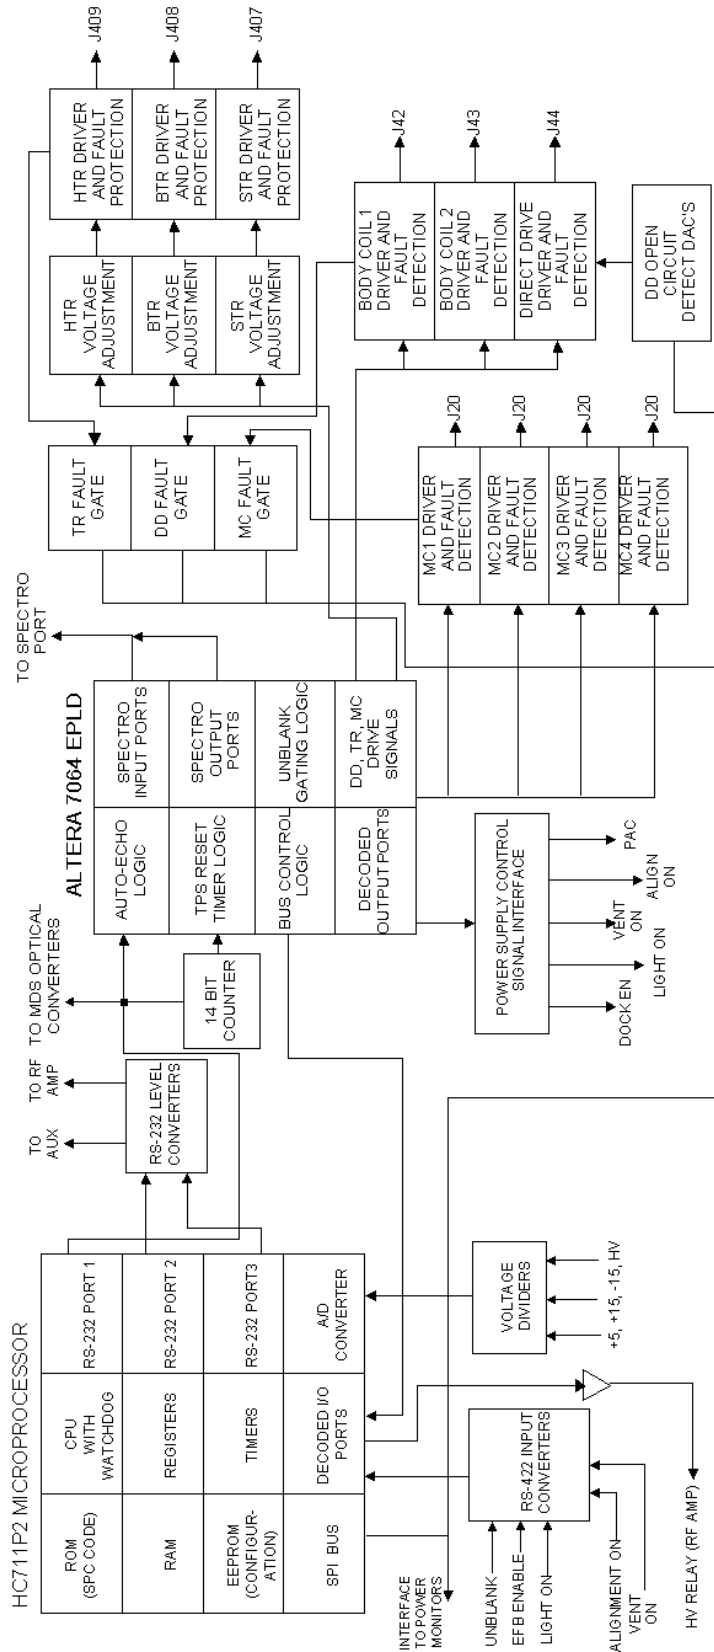 HC711P2 MICROPROCESSOR
ROM
(SPC CODE)
CPU
WITH
WATCHDOG
RS-232 PORT 1
RAM
REGISTERS
RS-232 PORT 2
EEPROM
(CONFIGUR-
ATION)
TIMERS
RS-232 PORT3
SPI BUS
DECODED I/O
PORTS
A/D
CONVERTER
INTERFACE
TO POWER
MONITORS
UNBLANK
EFB ENABLE
LIGHT ON
RS-422 INPUT
CONVERTERS
ALIGNMENT ON
VENT
ON
HV RELAY (RF AMP)
VOLTAGE
DIVIDERS
+5, +15, -15, HV
TO
AUX
TO RF
AMP
RS-232 LEVEL
CONVERTERS
TO MDS OPTICAL
CONVERTERS
14 BIT
COUNTER
ALTERA 7064 EPLD
AUTO-ECHO
LOGIC
SPECTRO
INPUT PORTS
TPS RESET
TIMER LOGIC
SPECTRO
OUTPUT
PORTS
BUS CONTROL
LOGIC
UNBLANK
GATING LOGIC
DECODED
OUTPUT PORTS
DD, TR, MC
DRIVE
SIGNALS
POWER SUPPLY CONTROL
SIGNAL INTERFACE
DOCK EN
LIGHT ON
VENT
ON
ALIGN
ON
PAC
TO SPECTRO
PORT
TR FAULT
GATE
DD FAULT
GATE
MC FAULT
GATE
MC1 DRIVER
AND FAULT
DETECTION
J20
MC2 DRIVER
AND FAULT
DETECTION
J20
MC3 DRIVER
AND FAULT
DETECTION
J20
MC4 DRIVER
AND FAULT
DETECTION
J20
HTR
VOLTAGE
ADJUSTMENT
BTR
VOLTAGE
ADJUSTMENT
STR
VOLTAGE
ADJUSTMENT
HTR DRIVER
AND FAULT
PROTECTION
J409
BTR DRIVER
AND FAULT
PROTECTION
J408
STR DRIVER
AND FAULT
PROTECTION
J407
BODY COIL 1
DRIVER AND
FAULT
DETECTION
J42
BODY COIL 2
DRIVER AND
FAULT
DETECTION
J43
DIRECT DRIVE
DRIVER AND
FAULT
DETECTION
J44
DD OPEN
CIRCUIT
DETECT DAC'S